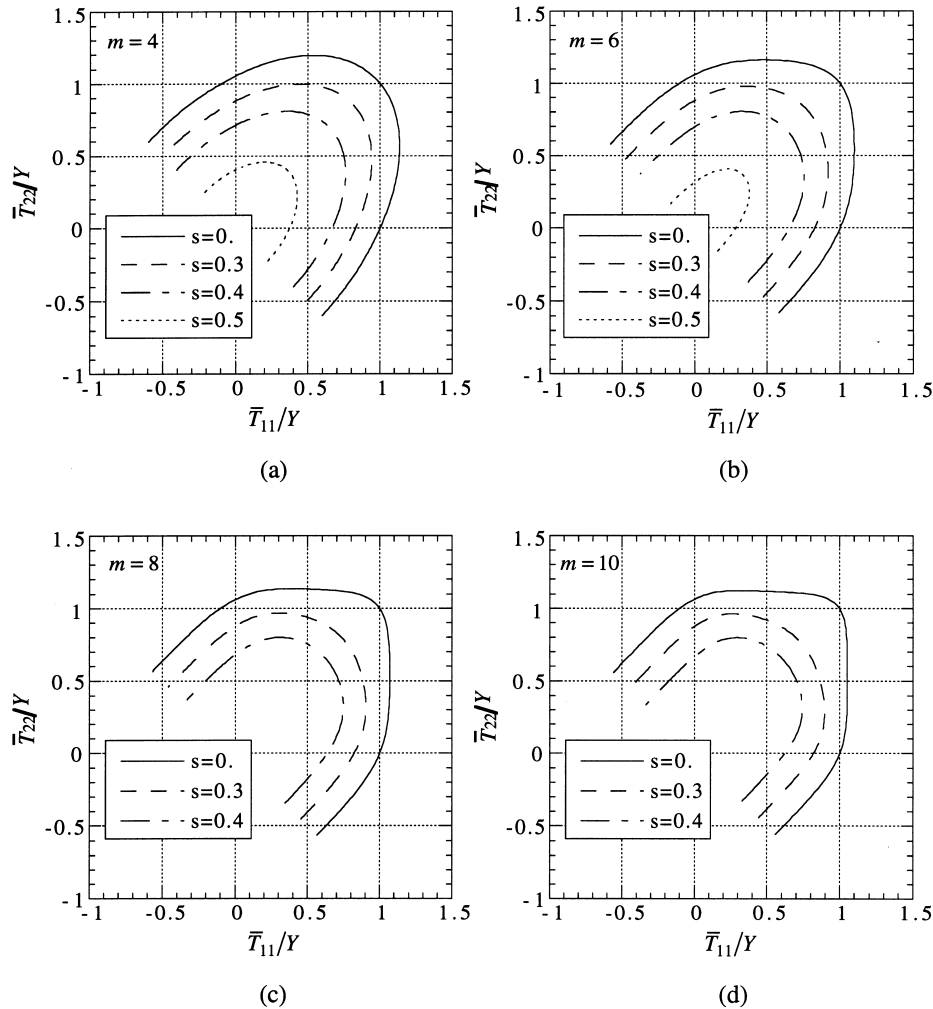 m = 4
1.5
1
0.5
0
-0.5
-1
T̅22/Y
s=0.
s=0.3
s=0.4
s=0.5
-1 -0.5 0 0.5 1 1.5
T̅11/Y
(a)
m = 6
1.5
1
0.5
0
-0.5
-1
T̅22/Y
s=0.
s=0.3
s=0.4
s=0.5
-1 -0.5 0 0.5 1 1.5
T̅11/Y
(b)
m = 8
1.5
1
0.5
0
-0.5
-1
T̅22/Y
s=0.
s=0.3
s=0.4
-1 -0.5 0 0.5 1 1.5
T̅11/Y
(c)
m = 10
1.5
1
0.5
0
-0.5
-1
T̅22/Y
s=0.
s=0.3
s=0.4
-1 -0.5 0 0.5 1 1.5
T̅11/Y
(d)